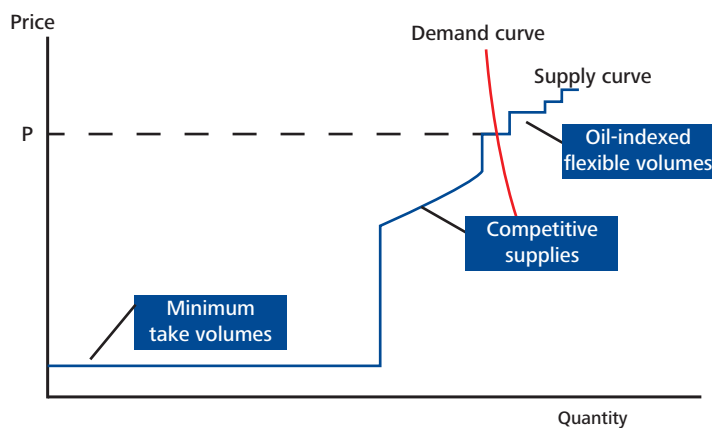 Price
Demand curve
Supply curve
P
Oil-indexed
flexible volumes
Competitive
supplies
Minimum
take volumes
Quantity